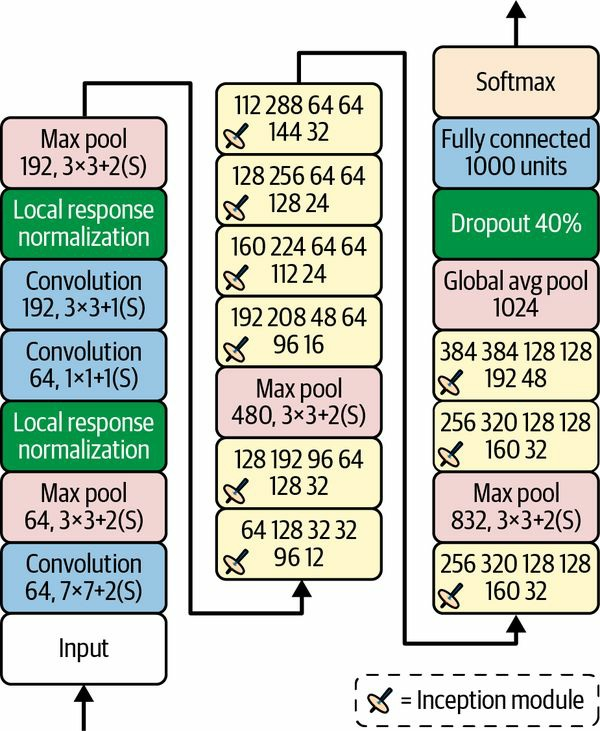 Max pool
192, 3×3+2(S)
Local response
normalization
Convolution
192, 3×3+1(S)
Convolution
64, 1×1+1(S)
Local response
normalization
Max pool
64, 3×3+2(S)
Convolution
64, 7×7+2(S)
Input
112 288 64 64
144 32
128 256 64 64
128 24
160 224 64 64
112 24
192 208 48 64
96 16
Max pool
480, 3×3+2(S)
128 192 96 64
128 32
64 128 32 32
96 12
Softmax
Fully connected
1000 units
Dropout 40%
Global avg pool
1024
384 384 128 128
192 48
256 320 128 128
160 32
Max pool
832, 3×3+2(S)
256 320 128 128
160 32
= Inception module